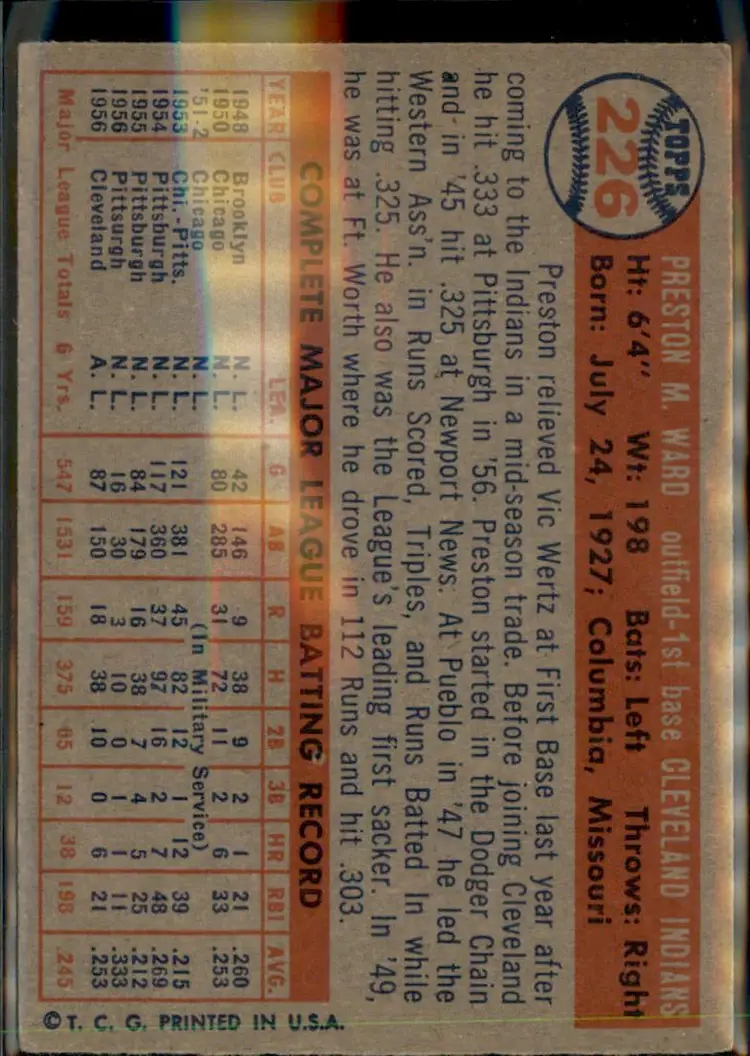 TOPPS
226
PRESTON M. WARD outfield-1st base CLEVELAND INDIANS
Ht: 6'4" Wt: 198 Bats: Left Throws: Right
Born: July 24, 1927; Columbia, Missouri
Preston relieved Vic Wertz at First Base last year after
coming to the Indians in a mid-season trade. Before joining Cleveland
he hit .333 at Pittsburgh in '56. Preston started in the Dodger Chain
and in '45 hit .325 at Newport News. At Pueblo in '47 he led the
Western Ass'n. in Runs Scored, Triples, and Runs Batted In while
hitting .325. He also was the League's leading first sacker. In '49,
he was at Ft. Worth where he drove in 112 Runs and hit .303.
COMPLETE MAJOR LEAGUE BATTING RECORD
YEAR CLUB LEA. G AB R H 2B 3B HR RBI AVG.
1948 Brooklyn N. L. 42 146 9 38 9 2 1 21 .260
1950 Chicago N. L. 80 285 31 72 11 2 6 33 .253
'51-2 Chicago N. L. (In Military Service)
1953 Chi.-Pitts. N. L. 121 381 45 82 12 1 12 39 .215
1954 Pittsburgh N. L. 117 360 37 97 16 2 7 48 .269
1955 Pittsburgh N. L. 84 179 16 38 7 4 5 25 .212
1956 Pittsurgh N. L. 16 30 3 10 0 1 1 11 .333
1956 Cleveland A. L. 87 150 18 38 10 0 6 21 .253
Major League Totals 6 Yrs. 547 1531 159 375 65 12 38 198 .245
© T. C. G. PRINTED IN U.S.A.